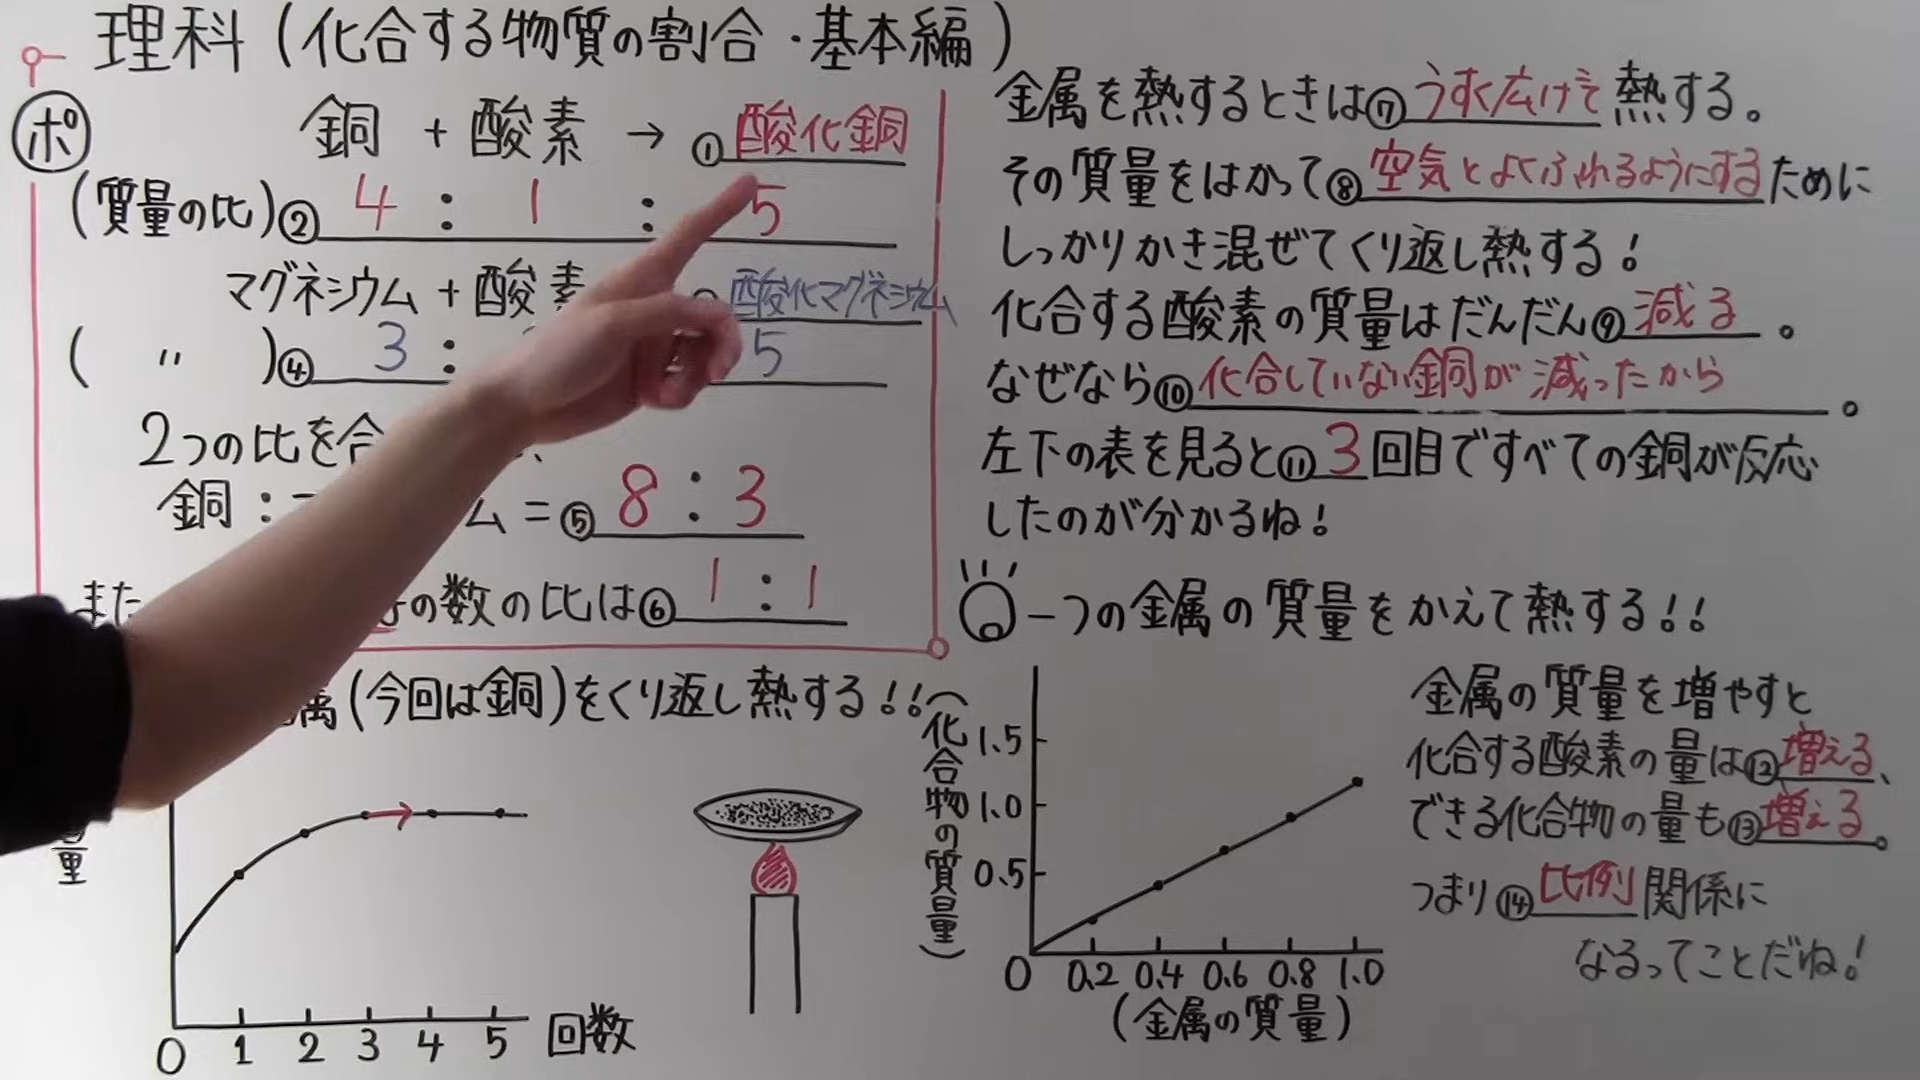 理科(化合する物質の割合・基本編)
ポ
銅 + 酸素 → ①酸化銅
(質量の比)② 4 : 1 : 5
マグネシウム + 酸素 酸化マグネシウム
( 〃 )④ 3 : 5
2つの比を合
銅 : ム = ⑤ 8 : 3
また の数の比は⑥ 1 : 1
属(今回は銅)をくり返し熱する!!
量
0 1 2 3 4 5 回数
金属を熱するときは⑦うすく広げて熱する。
その質量をはかって⑧空気とよくふれるようにするために
しっかりかき混ぜてくり返し熱する!
化合する酸素の質量はだんだん⑨減る。
なぜなら⑩化合していない銅が減ったから。
左下の表を見ると⑪3回目ですべての銅が反応
したのが分かるね!
一つの金属の質量をかえて熱する!!
(化合物の質量)
1.5
1.0
0.5
0 0.2 0.4 0.6 0.8 1.0
(金属の質量)
金属の質量を増やすと
化合する酸素の量は⑫増える、
できる化合物の量も⑬増える。
つまり⑭比例関係に
なるってことだね!